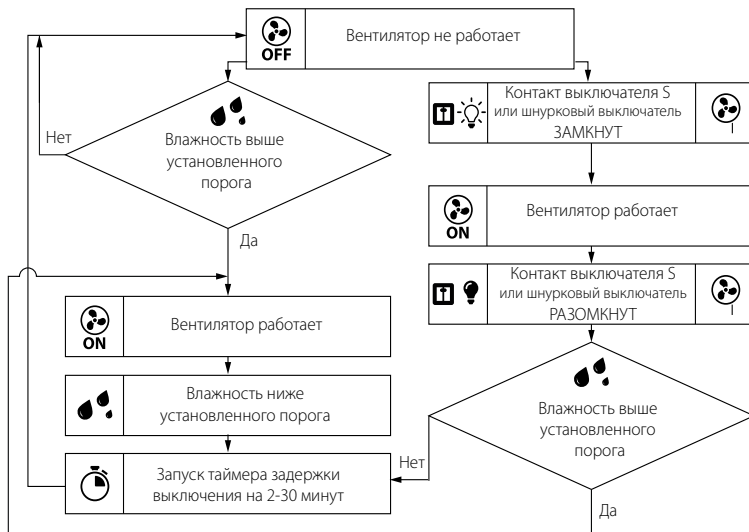 OFF
Вентилятор не работает
Нет
Влажность выше
установленного
порога
Да
Контакт выключателя S
или шнурковый выключатель
ЗАМКНУТ
ON
Вентилятор работает
Контакт выключателя S
или шнурковый выключатель
РАЗОМКНУТ
ON
Вентилятор работает
Влажность ниже
установленного порога
Запуск таймера задержки
выключения на 2-30 минут
Влажность выше
установленного
порога
Нет
Да